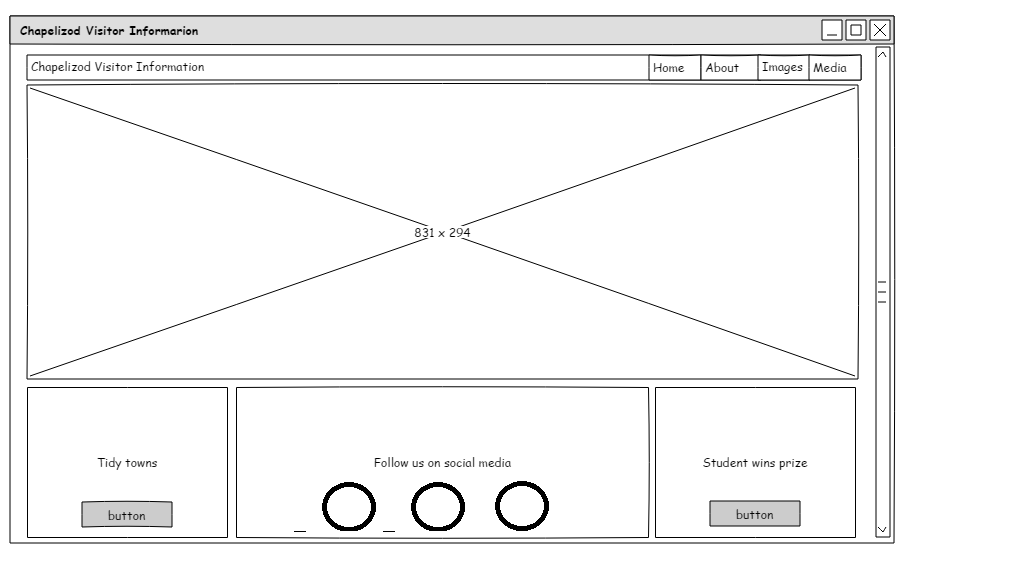 Chapelizod Visitor Informarion
Chapelizod Visitor Information
Home About Images Media
831 x 294
Tidy towns
button
Follow us on social media
Student wins prize
button